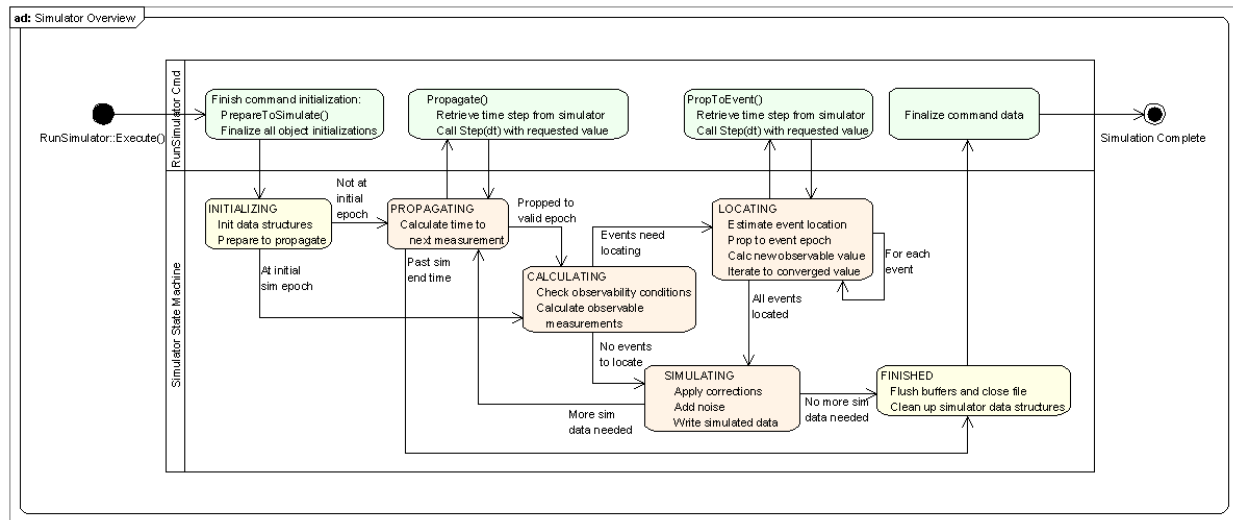 ad: Simulator Overview
RunSimulator Cmd
Finish command initialization:
PrepareToSimulate()
Finalize all object initializations
Propagate()
Retrieve time step from simulator
Call Step(dt) with requested value
PropToEvent()
Retrieve time step from simulator
Call Step(dt) with requested value
Finalize command data
RunSimulator::Execute()
Simulation Complete
Simulator State Machine
INITIALIZING
Init data structures
Prepare to propagate
Not at
initial
epoch
PROPAGATING
Calculate time to
next measurement
Propped to
valid epoch
Events need
locating
LOCATING
Estimate event location
Prop to event epoch
Calc new observable value
Iterate to converged value
For each
event
At initial
sim epoch
Past sim
end time
CALCULATING
Check observability conditions
Calculate observable
measurements
All events
located
No events
to locate
SIMULATING
Apply corrections
Add noise
Write simulated data
More sim
data needed
No more sim
data needed
FINISHED
Flush buffers and close file
Clean up simulator data structures